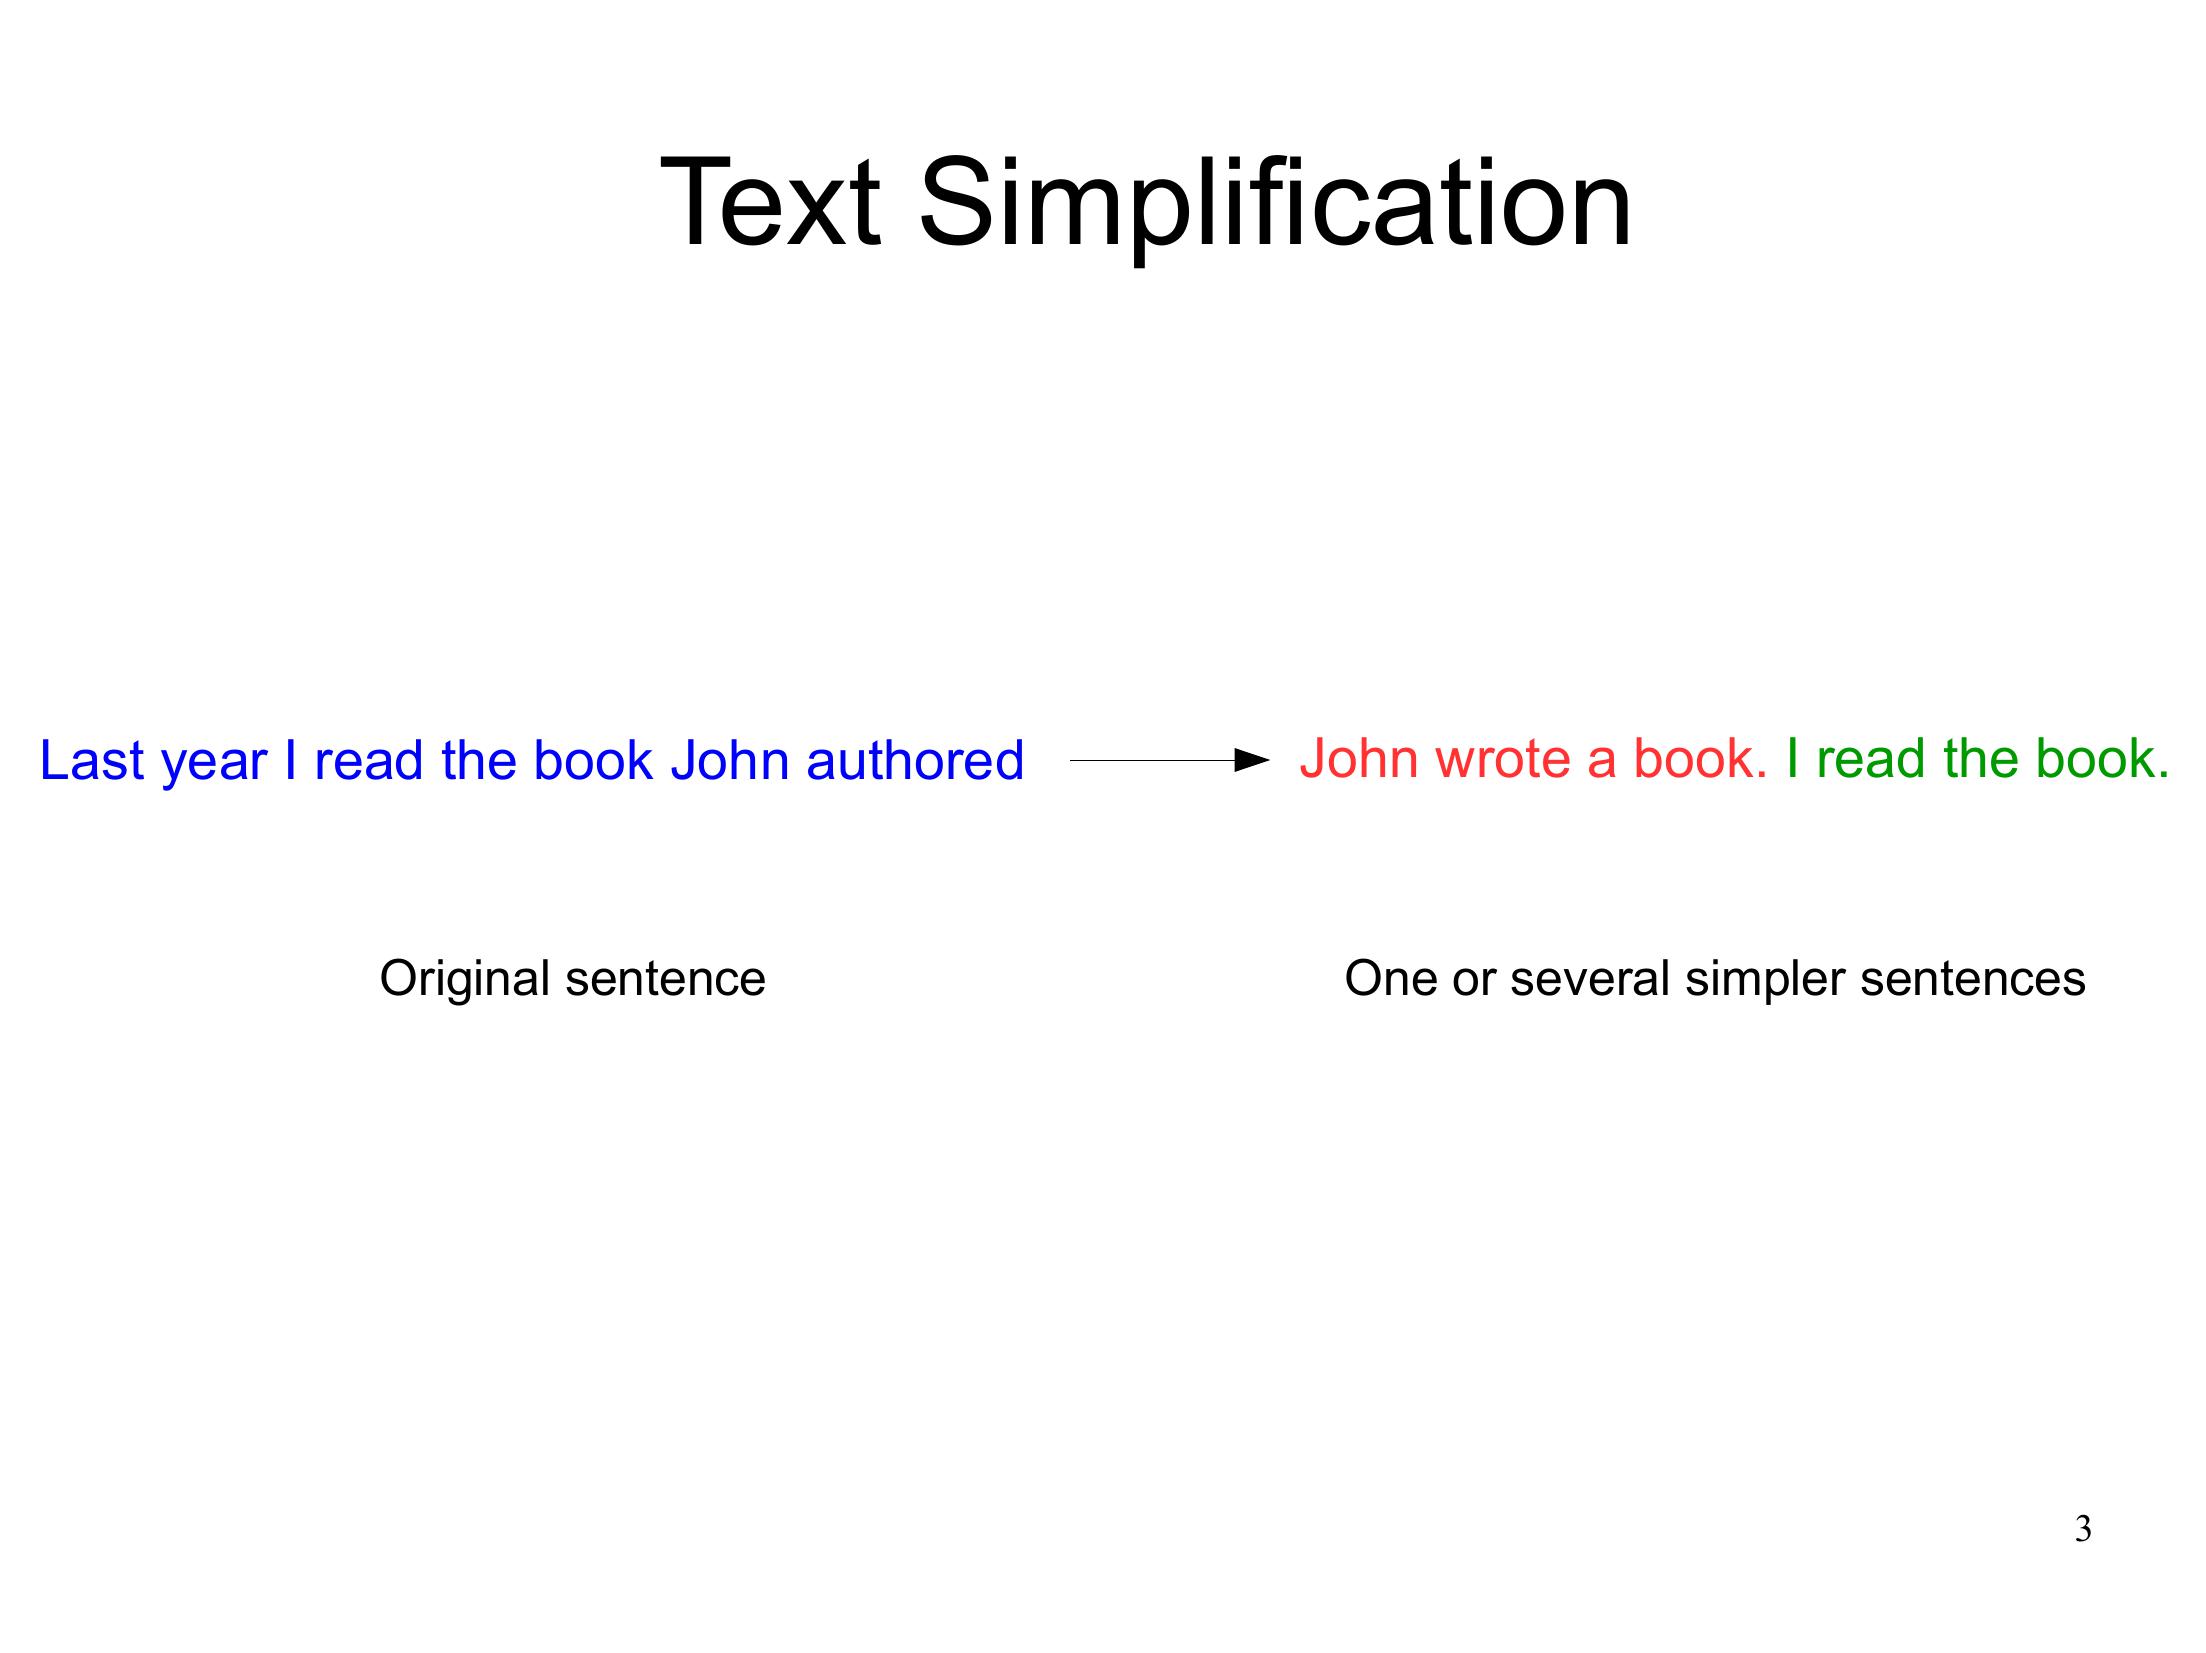 Text Simplification
Last year I read the book John authored
John wrote a book. I read the book.
Original sentence
One or several simpler sentences
3